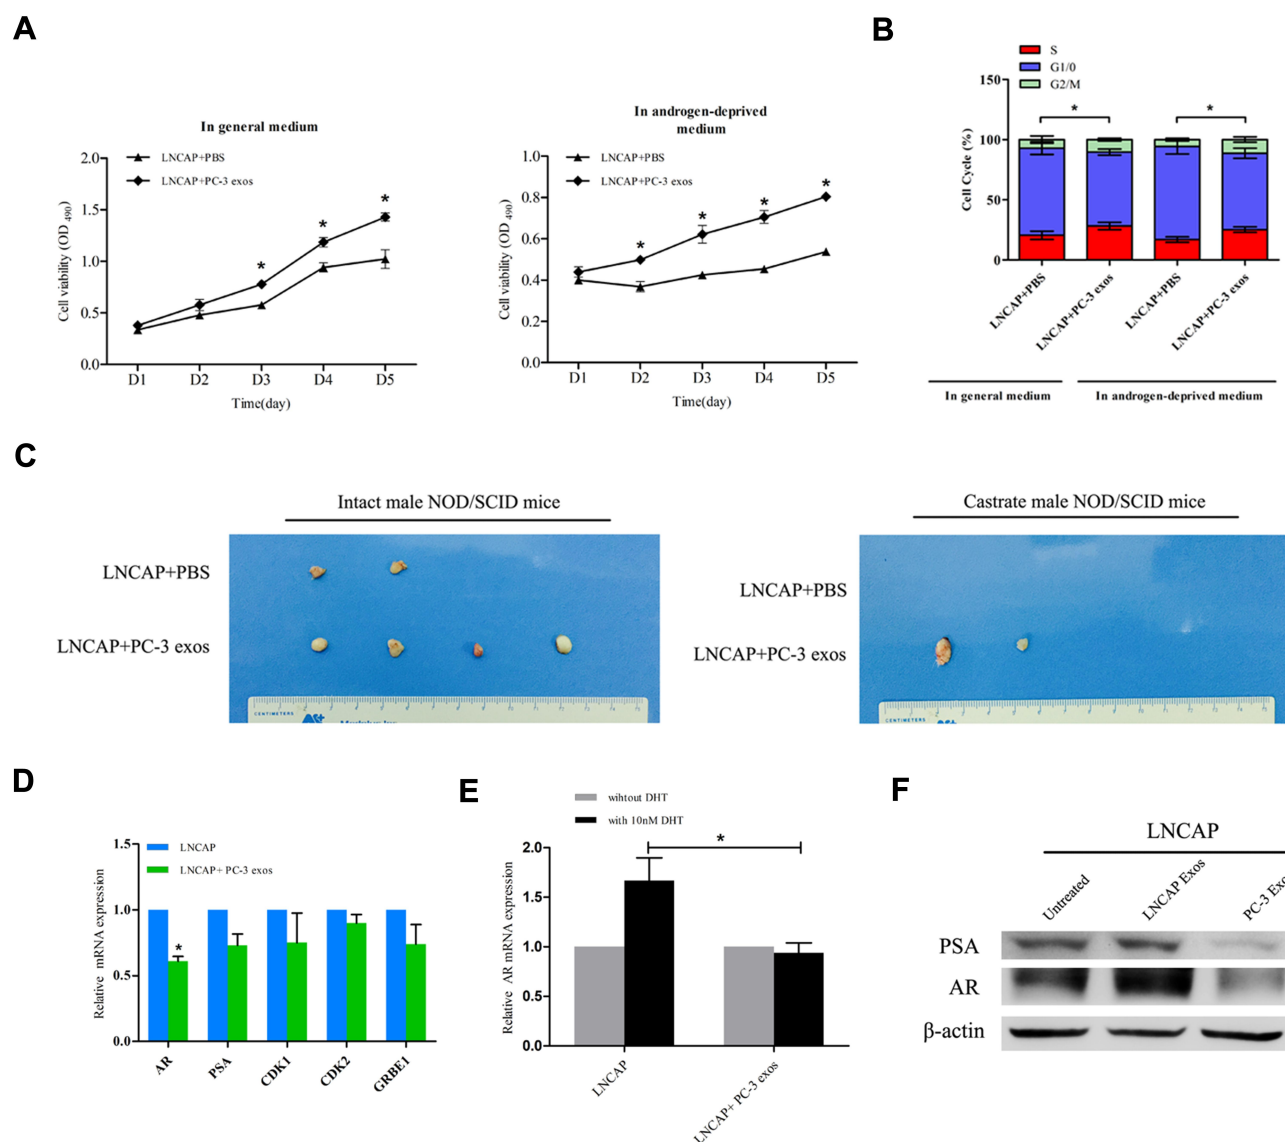 A
In general medium
LNCAP+PBS
LNCAP+PC-3 exos
2.0
1.5
1.0
0.5
0.0
Cell viability (OD 490)
*
*
*
D1 D2 D3 D4 D5
Time(day)
In androgen-deprived
medium
LNCAP+PBS
LNCAP+PC-3 exos
1.0
0.8
0.6
0.4
0.2
0.0
Cell viability (OD 490)
*
*
*
*
D1 D2 D3 D4 D5
Time(day)
B
S
G1/0
G2/M
150
100
50
0
Cell Cycle (%)
*
*
LNCAP+PBS
LNCAP+PC-3 exos
LNCAP+PBS
LNCAP+PC-3 exos
In general medium
In androgen-deprived medium
C
Intact male NOD/SCID mice
LNCAP+PBS
LNCAP+PC-3 exos
CENTIMETERS
Castrate male NOD/SCID mice
LNCAP+PBS
LNCAP+PC-3 exos
CENTIMETERS
D
LNCAP
LNCAP+ PC-3 exos
1.5
1.0
0.5
0.0
Relative mRNA expression
*
AR
PSA
CDK1
CDK2
GRBE1
E
wihtout DHT
with 10nM DHT
2.0
1.5
1.0
0.5
0.0
Relative AR mRNA expression
*
LNCAP
LNCAP+ PC-3 exos
F
LNCAP
Untreated
LNCAP Exos
PC-3 Exo
PSA
AR
β-actin